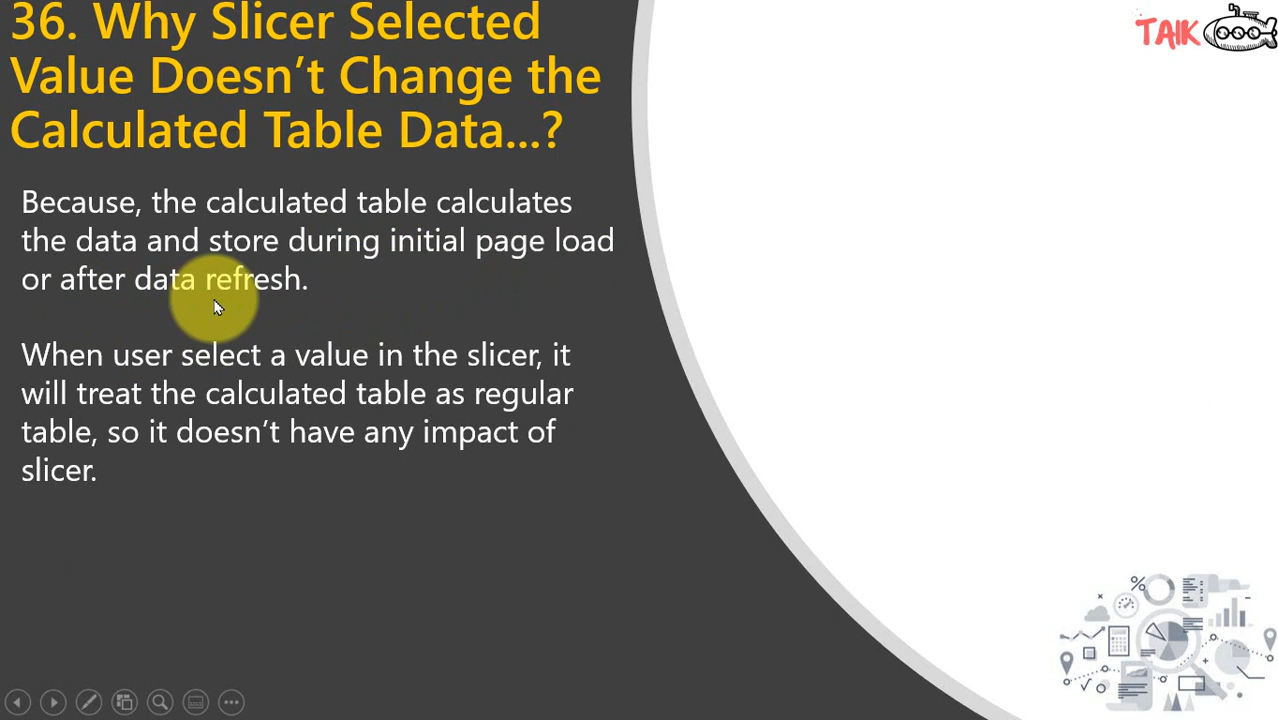 36. Why Slicer Selected
Value Doesn’t Change the
Calculated Table Data...?
TAIK
Because, the calculated table calculates
the data and store during initial page load
or after data refresh.
When user select a value in the slicer, it
will treat the calculated table as regular
table, so it doesn’t have any impact of
slicer.
%